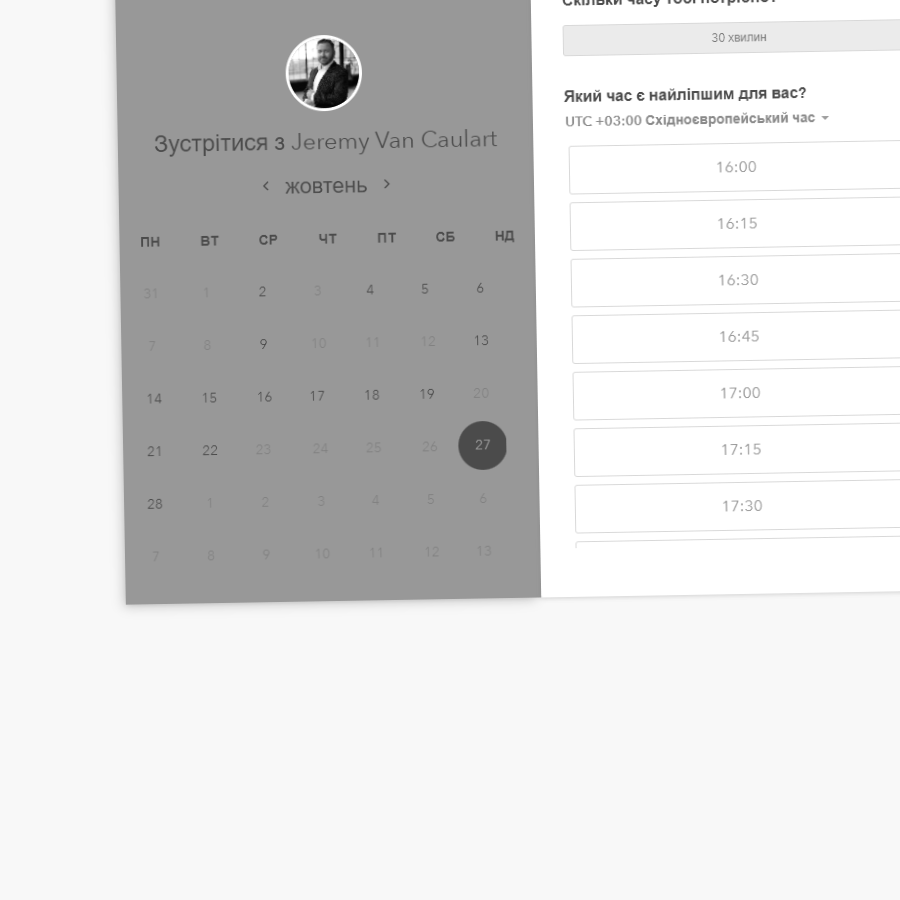 Зустрітися з Jeremy Van Caulart
жовтень
ПН ВТ СР ЧТ ПТ СБ НД
31 1 2 3 4 5 6
7 8 9 10 11 12 13
14 15 16 17 18 19 20
21 22 23 24 25 26 27
28 1 2 3 4 5 6
7 8 9 10 11 12 13
Скільки часу тобі потрібно?
30 хвилин
Який час є найліпшим для вас?
UTC +03:00 Східноєвропейський час
16:00
16:15
16:30
16:45
17:00
17:15
17:30